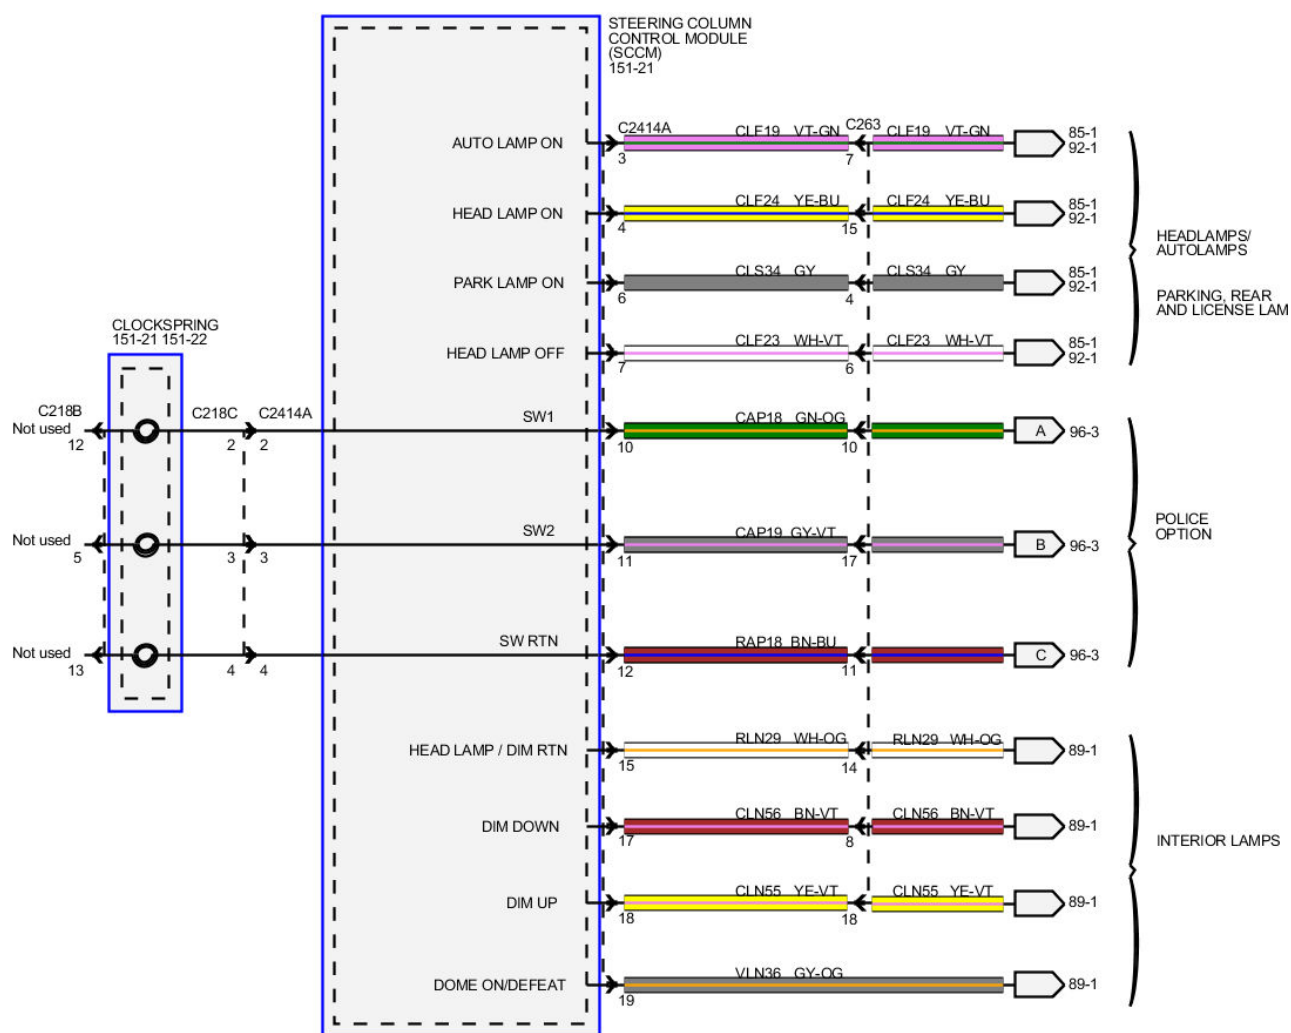 STEERING COLUMN
CONTROL MODULE
(SCCM)
151-21
AUTO LAMP ON
C2414A
3
CLF19 VT-GN
C263
7
CLF19 VT-GN
85-1
92-1
HEAD LAMP ON
4
CLF24 YE-BU
15
CLF24 YE-BU
85-1
92-1
HEADLAMPS/
AUTOLAMPS
PARK LAMP ON
6
CLS34 GY
4
CLS34 GY
85-1
92-1
PARKING, REAR
AND LICENSE LAM
HEAD LAMP OFF
7
CLF23 WH-VT
6
CLF23 WH-VT
85-1
92-1
CLOCKSPRING
151-21 151-22
C218B
Not used
12
C218C
2
C2414A
2
SW1
10
CAP18 GN-OG
10
A
96-3
Not used
5
3
3
SW2
11
CAP19 GY-VT
17
B
96-3
POLICE
OPTION
Not used
13
4
4
SW RTN
12
RAP18 BN-BU
11
C
96-3
HEAD LAMP / DIM RTN
15
RLN29 WH-OG
14
RLN29 WH-OG
89-1
DIM DOWN
17
CLN56 BN-VT
8
CLN56 BN-VT
89-1
INTERIOR LAMPS
DIM UP
18
CLN55 YE-VT
18
CLN55 YE-VT
89-1
DOME ON/DEFEAT
19
VLN36 GY-OG
89-1